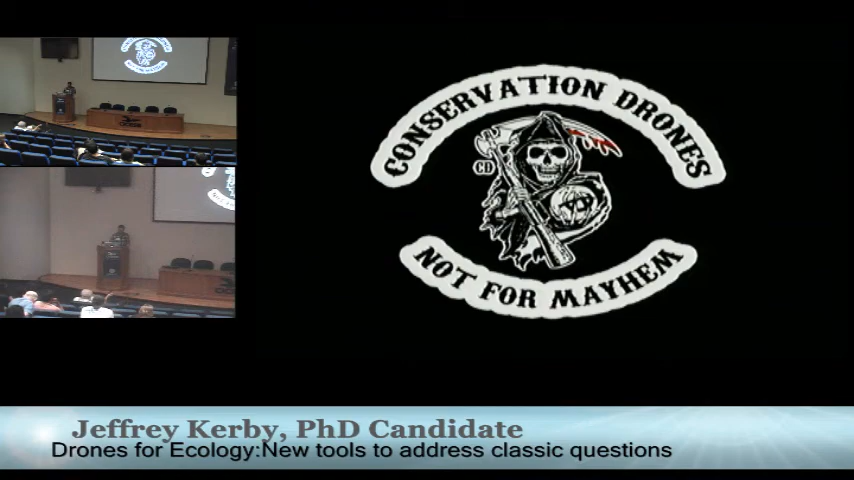 CONSERVATION DRONES
CD
NOT FOR MAYHEM
Jeffrey Kerby, PhD Candidate
Drones for Ecology:New tools to address classic questions